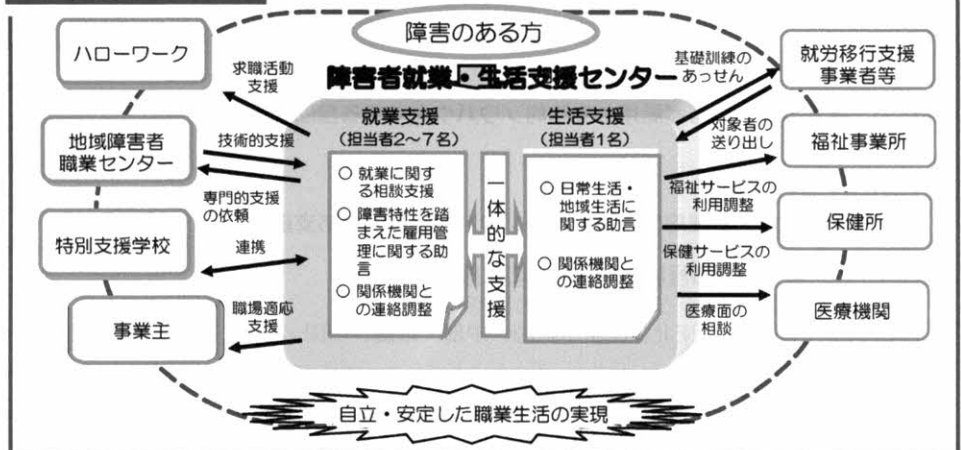 障害のある方
障害者就業・生活支援センター
ハローワーク
求職活動
支援
地域障害者
職業センター
技術的支援
専門的支援
の依頼
特別支援学校
連携
事業主
職場適応
支援
就業支援
(担当者2～7名)
○ 就業に関す
る相談支援
○ 障害特性を踏
まえた雇用管
理に関する助
言
○ 関係機関と
の連絡調整
一体的な支援
生活支援
(担当者1名)
○ 日常生活・
地域生活に
関する助言
○ 関係機関と
の連絡調整
基礎訓練の
あっせん
就労移行支援
事業者等
対象者の
送り出し
福祉事業所
福祉サービスの
利用調整
保健所
保健サービスの
利用調整
医療機関
医療面の
相談
自立・安定した職業生活の実現